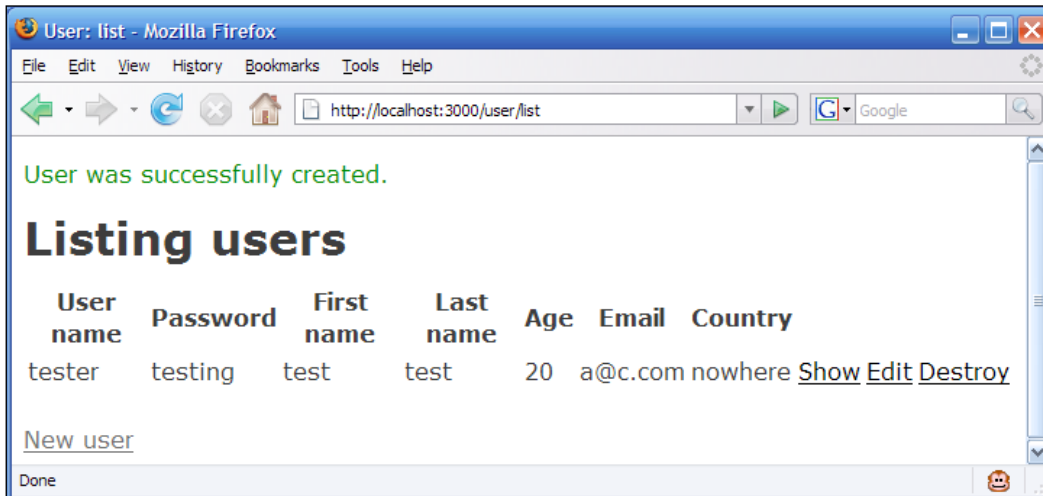 User: list - Mozilla Firefox
File Edit View History Bookmarks Tools Help
http://localhost:3000/user/list G Google
User was successfully created.
Listing users
User name Password First name Last name Age Email Country
tester testing test test 20 a@c.com nowhere Show Edit Destroy
New user
Done